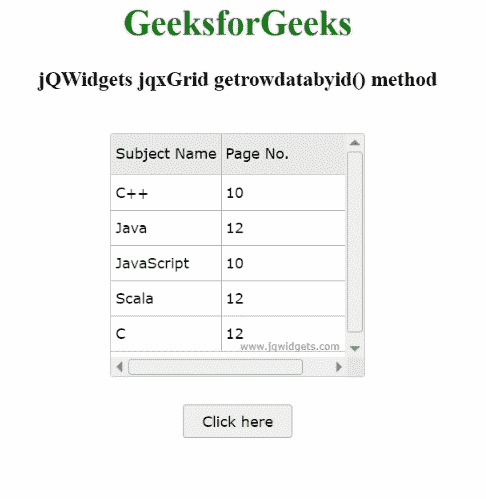 GeeksforGeeks
jQWidgets jqxGrid getrowdatabyid() method
Subject Name Page No.
C++ 10
Java 12
JavaScript 10
Scala 12
C 12
www.jqwidgets.com
Click here